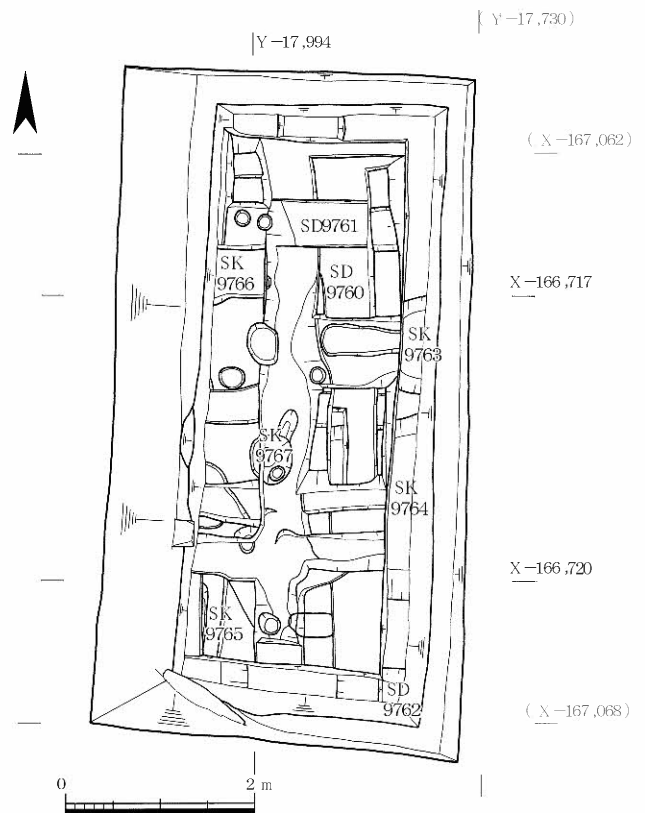 (Y-17,730)
Y-17,994
(X-167,062)
SD9761
SK
9766
SD
9760
X-166,717
SK
9763
SK
9767
SK
9764
X-166,720
SK
9765
SD
9762
(X-167,068)
0 2 m